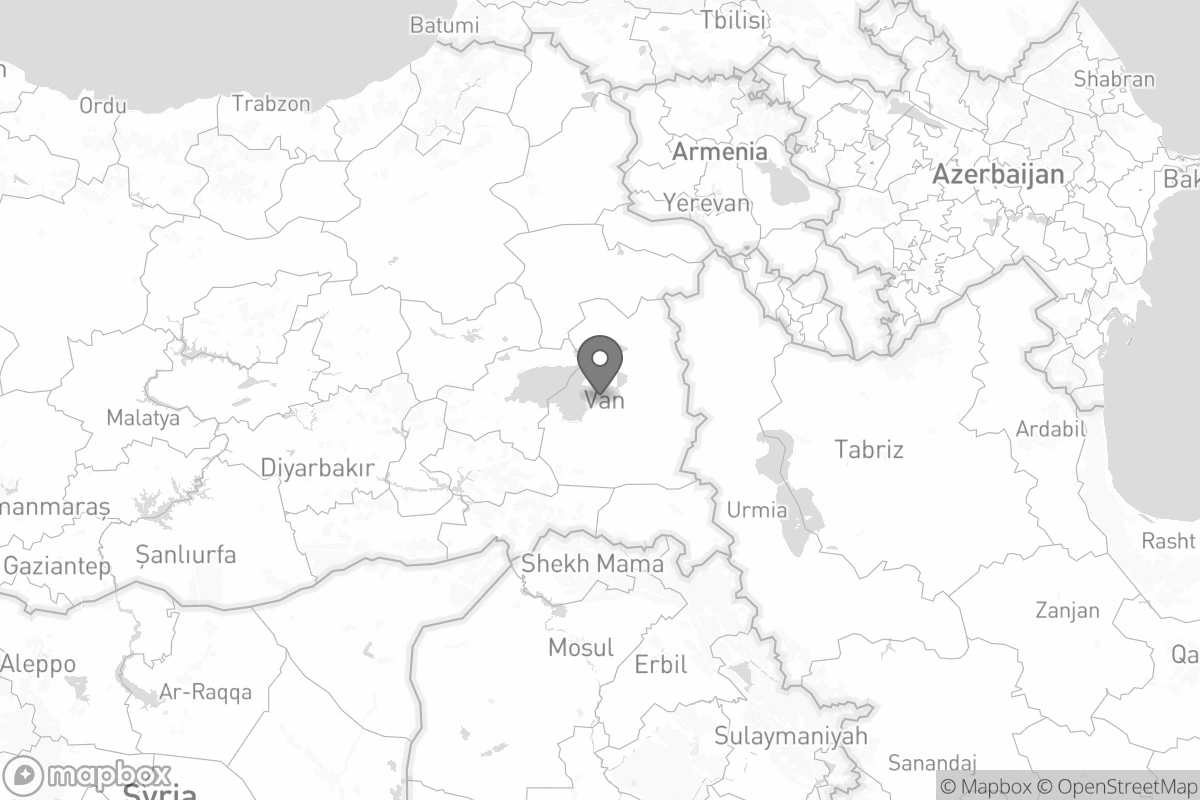 Batumi
Tbilisi
Shabran
Ordu
Trabzon
Armenia
Azerbaijan
Bak
Yerevan
Van
Malatya
Diyarbakır
Tabriz
Ardabil
manmaraş
Urmia
Gaziantep
Şanlıurfa
Shekh Mama
Rasht
Zanjan
Aleppo
Ar-Raqqa
Mosul
Erbil
Qa
Sulaymaniyah
Sanandaj
mapbox
Syria
© Mapbox © OpenStreetMap